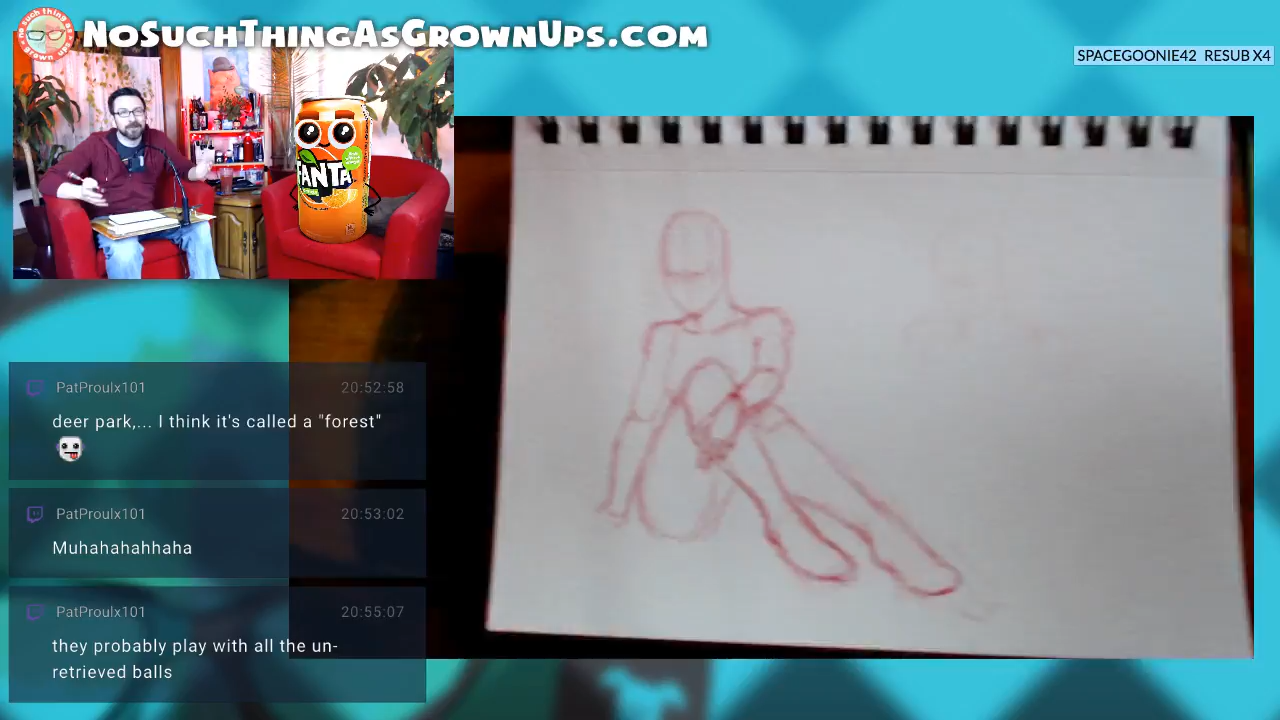 NoSuchThingAsGrownUps.com
SPACEGOONIE42 RESUB X4
FANTA
PatProulx101 20:52:58
deer park,... I think it's called a "forest"
PatProulx101 20:53:02
Muhahahahhaha
PatProulx101 20:55:07
they probably play with all the un-
retrieved balls